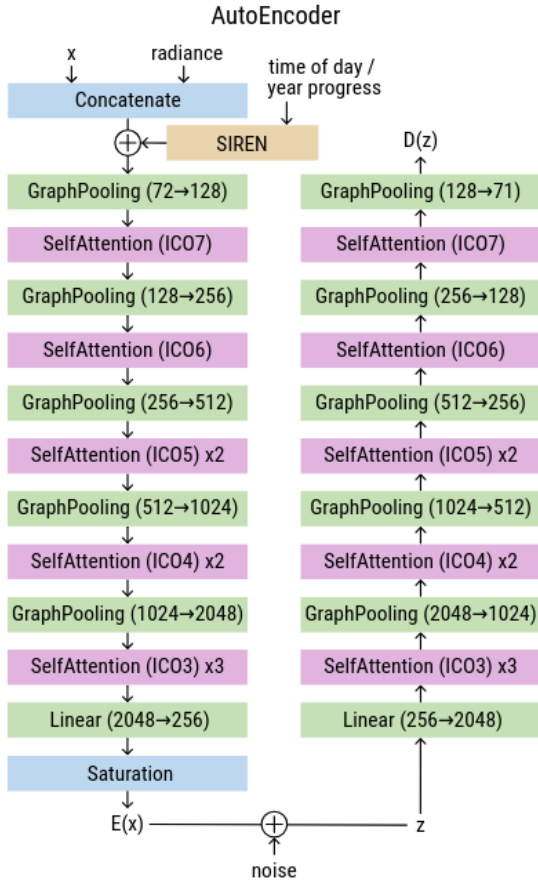 AutoEncoder
x
radiance
time of day /
year progress
Concatenate
SIREN
GraphPooling (72→128)
SelfAttention (ICO7)
GraphPooling (128→256)
SelfAttention (ICO6)
GraphPooling (256→512)
SelfAttention (ICO5) x2
GraphPooling (512→1024)
SelfAttention (ICO4) x2
GraphPooling (1024→2048)
SelfAttention (ICO3) x3
Linear (2048→256)
Saturation
E(x)
noise
z
Linear (256→2048)
SelfAttention (ICO3) x3
GraphPooling (2048→1024)
SelfAttention (ICO4) x2
GraphPooling (1024→512)
SelfAttention (ICO5) x2
GraphPooling (512→256)
SelfAttention (ICO6)
GraphPooling (256→128)
SelfAttention (ICO7)
GraphPooling (128→71)
D(z)